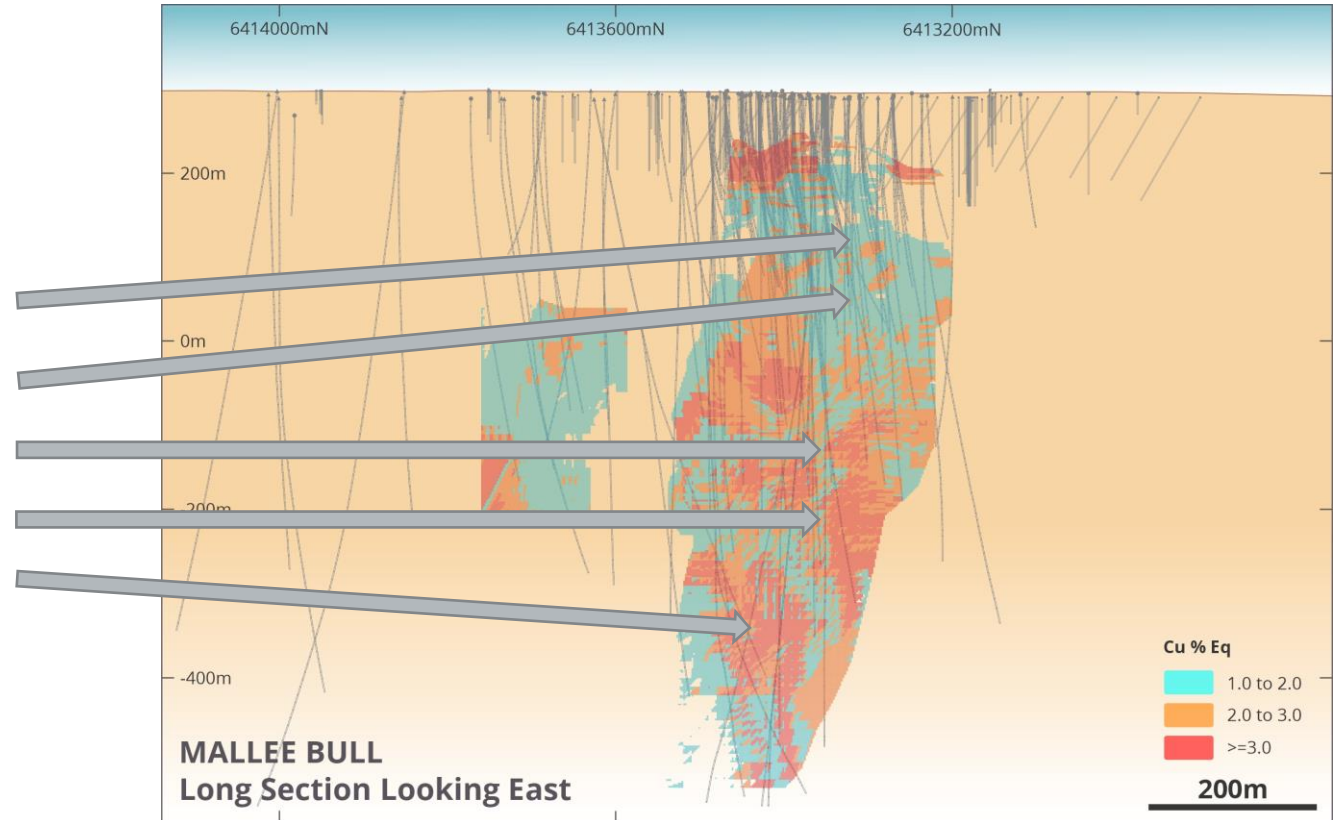 6414000mN 6413600mN 6413200mN
200m
0m
-200m
-400m
Cu % Eq
1.0 to 2.0
2.0 to 3.0
>=3.0
MALLEE BULL
Long Section Looking East
200m